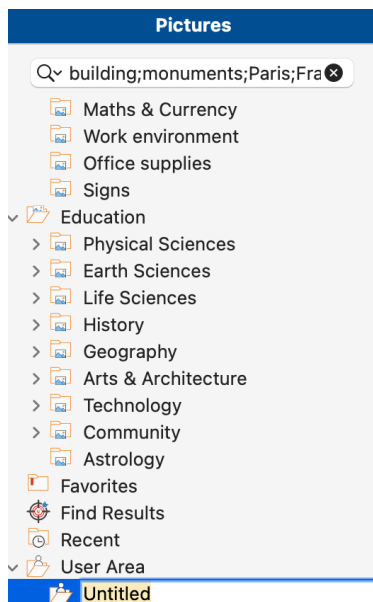 Pictures
building;monuments;Paris;Fra
Maths & Currency
Work environment
Office supplies
Signs
Education
Physical Sciences
Earth Sciences
Life Sciences
History
Geography
Arts & Architecture
Technology
Community
Astrology
Favorites
Find Results
Recent
User Area
Untitled